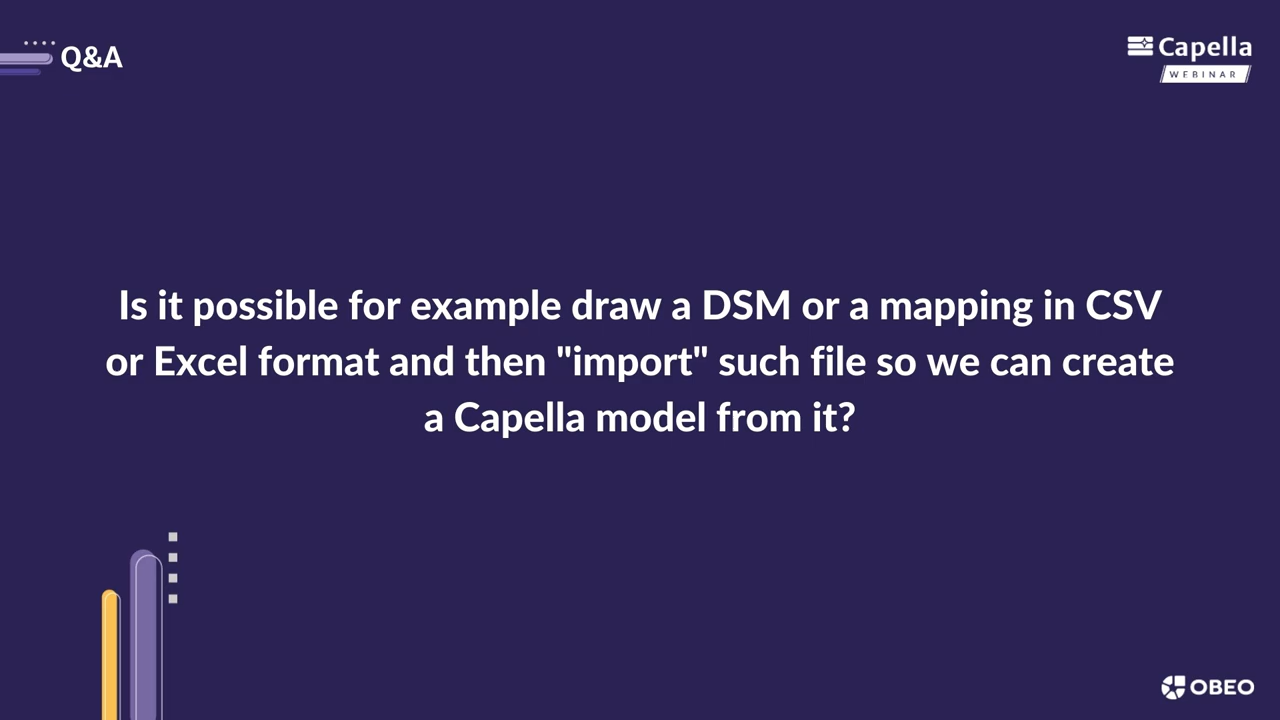 Q&A
Capella
WEBINAR
Is it possible for example draw a DSM or a mapping in CSV
or Excel format and then "import" such file so we can create
a Capella model from it?
OBEO